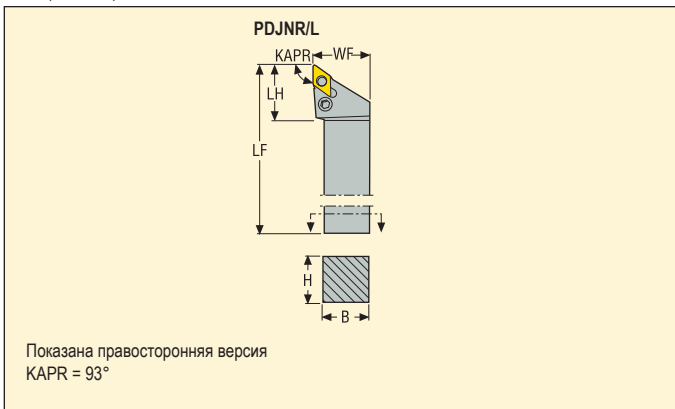 PDJNR/L
KAPR
WF
LH
LF
H
B
Показана правосторонняя версия
KAPR = 93°